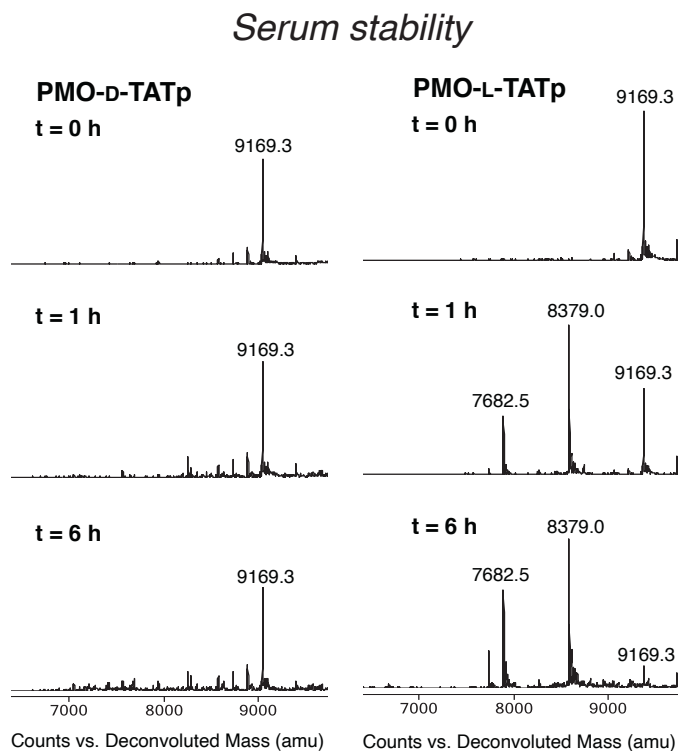 Serum stability
PMO-D-TATp
t = 0 h
9169.3
t = 1 h
9169.3
t = 6 h
9169.3
7000 8000 9000
Counts vs. Deconvoluted Mass (amu)
PMO-L-TATp
t = 0 h
9169.3
t = 1 h
8379.0
9169.3
7682.5
t = 6 h
8379.0
7682.5
9169.3
7000 8000 9000
Counts vs. Deconvoluted Mass (amu)